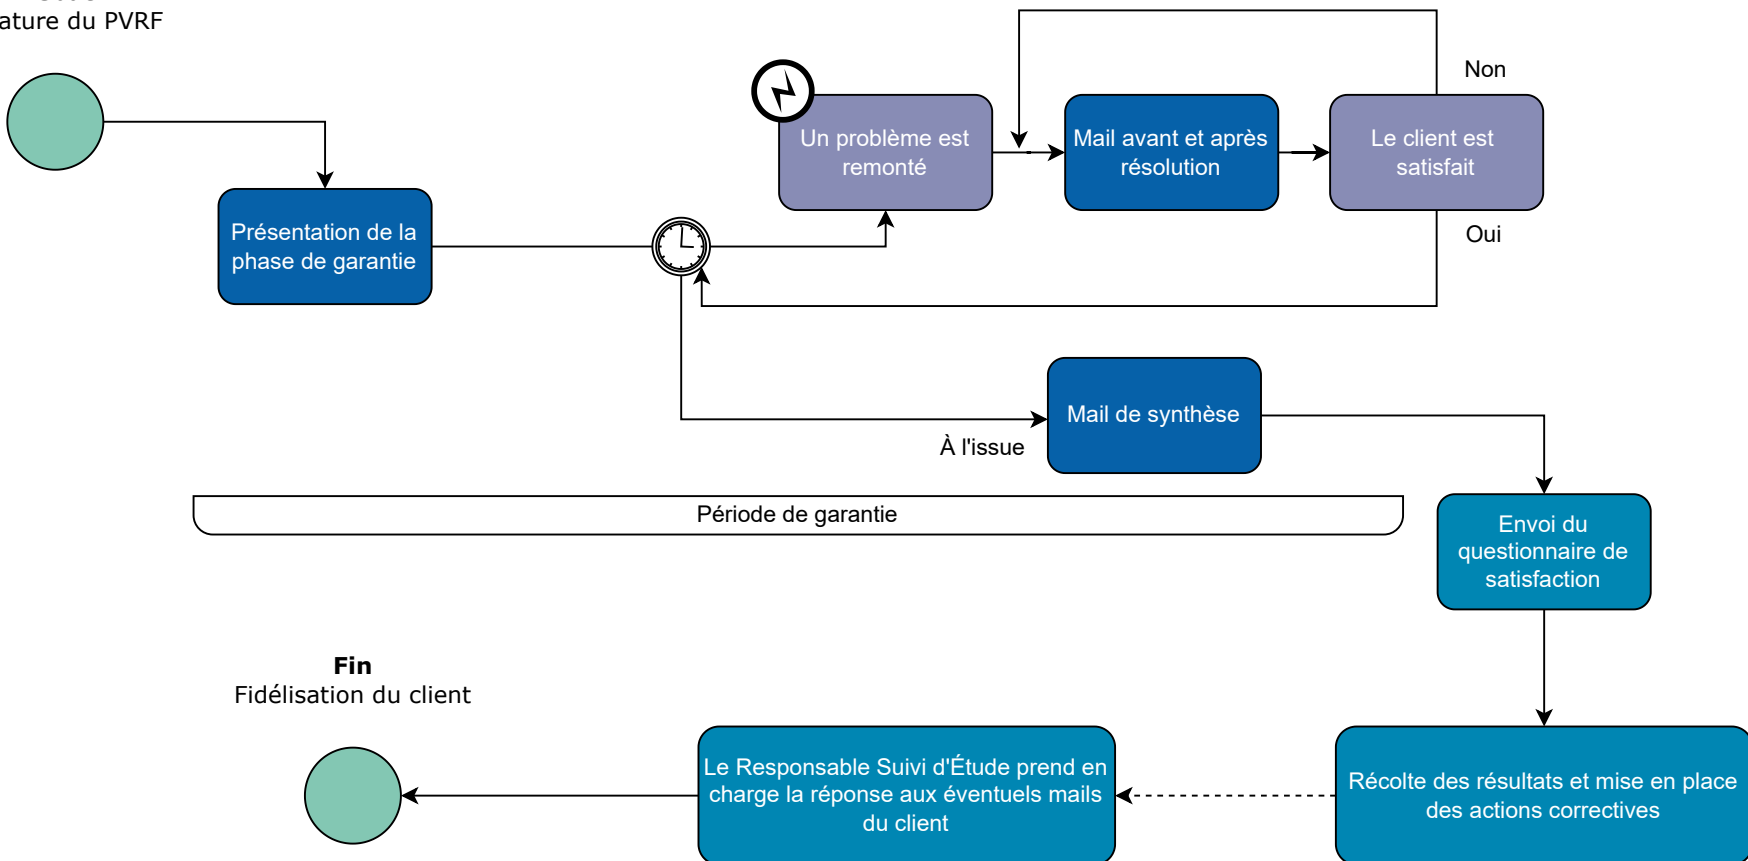 du PVRF
Non
Un problème est
remonté
Mail avant et après
résolution
Le client est
satisfait
Présentation de la
phase de garantie
Oui
Mail de synthèse
À l'issue
Période de garantie
Envoi du
questionnaire de
satisfaction
Fin
Fidélisation du client
Le Responsable Suivi d'Étude prend en
charge la réponse aux éventuels mails
du client
Récolte des résultats et mise en place
des actions correctives